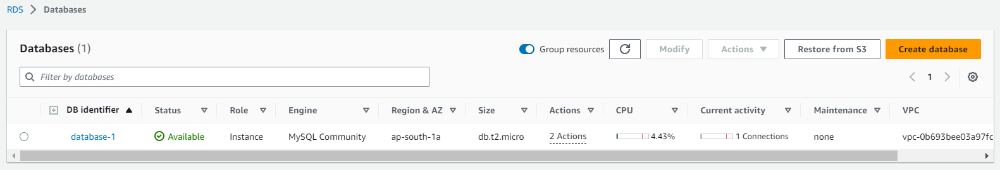 RDS > Databases
Databases (1)
Group resources
Modify
Actions
Restore from S3
Create database
Filter by databases
1
DB identifier Status Role Engine Region & AZ Size Actions CPU Current activity Maintenance VPC
database-1 Available Instance MySQL Community ap-south-1a db.t2.micro 2 Actions 4.43% 1 Connections none vpc-0b693bee03a97fc